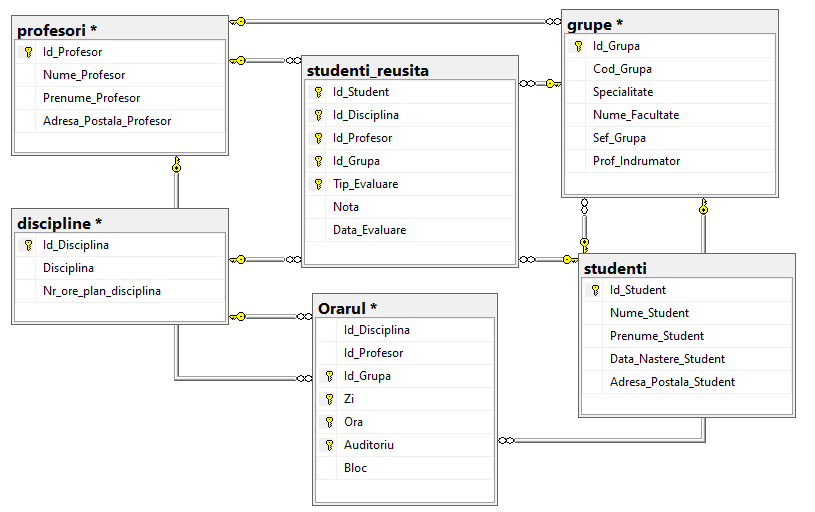 profesori *
Id_Profesor
Nume_Profesor
Prenume_Profesor
Adresa_Postala_Profesor
studenti_reusita
Id_Student
Id_Disciplina
Id_Profesor
Id_Grupa
Tip_Evaluare
Nota
Data_Evaluare
grupe *
Id_Grupa
Cod_Grupa
Specialitate
Nume_Facultate
Sef_Grupa
Prof_Indrumator
discipline *
Id_Disciplina
Disciplina
Nr_ore_plan_disciplina
Orarul *
Id_Disciplina
Id_Profesor
Id_Grupa
Zi
Ora
Auditoriu
Bloc
studenti
Id_Student
Nume_Student
Prenume_Student
Data_Nastere_Student
Adresa_Postala_Student